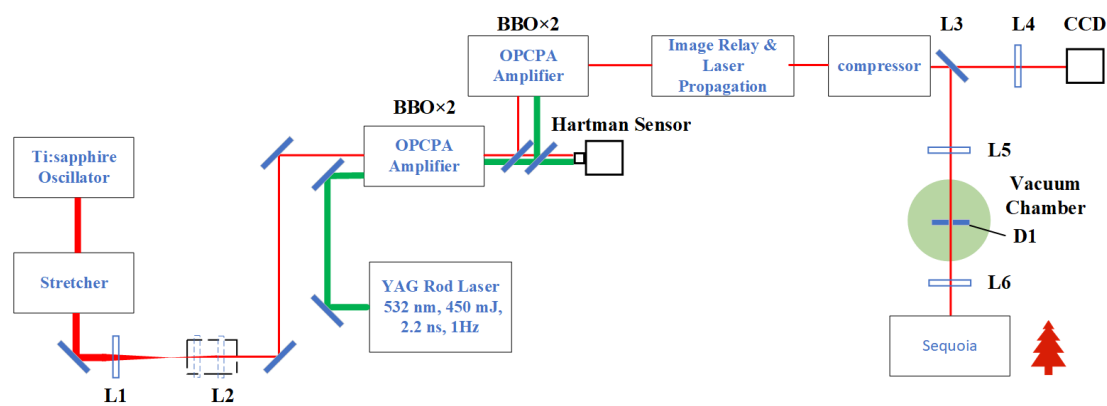 BBO×2
OPCPA
Amplifier
Image Relay &
Laser
Propagation
compressor
L3
L4
CCD
BBO×2
OPCPA
Amplifier
Hartman Sensor
Ti:sapphire
Oscillator
Stretcher
L1
L2
YAG Rod Laser
532 nm, 450 mJ,
2.2 ns, 1Hz
L5
Vacuum
Chamber
D1
L6
Sequoia